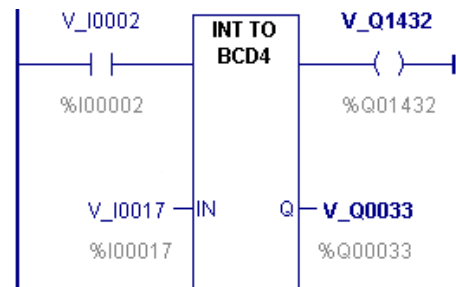 V_I0002 INT TO V_Q1432
BCD4
%I00002 %Q01432
V_I0017 IN Q V_Q0033
%I00017 %Q00033